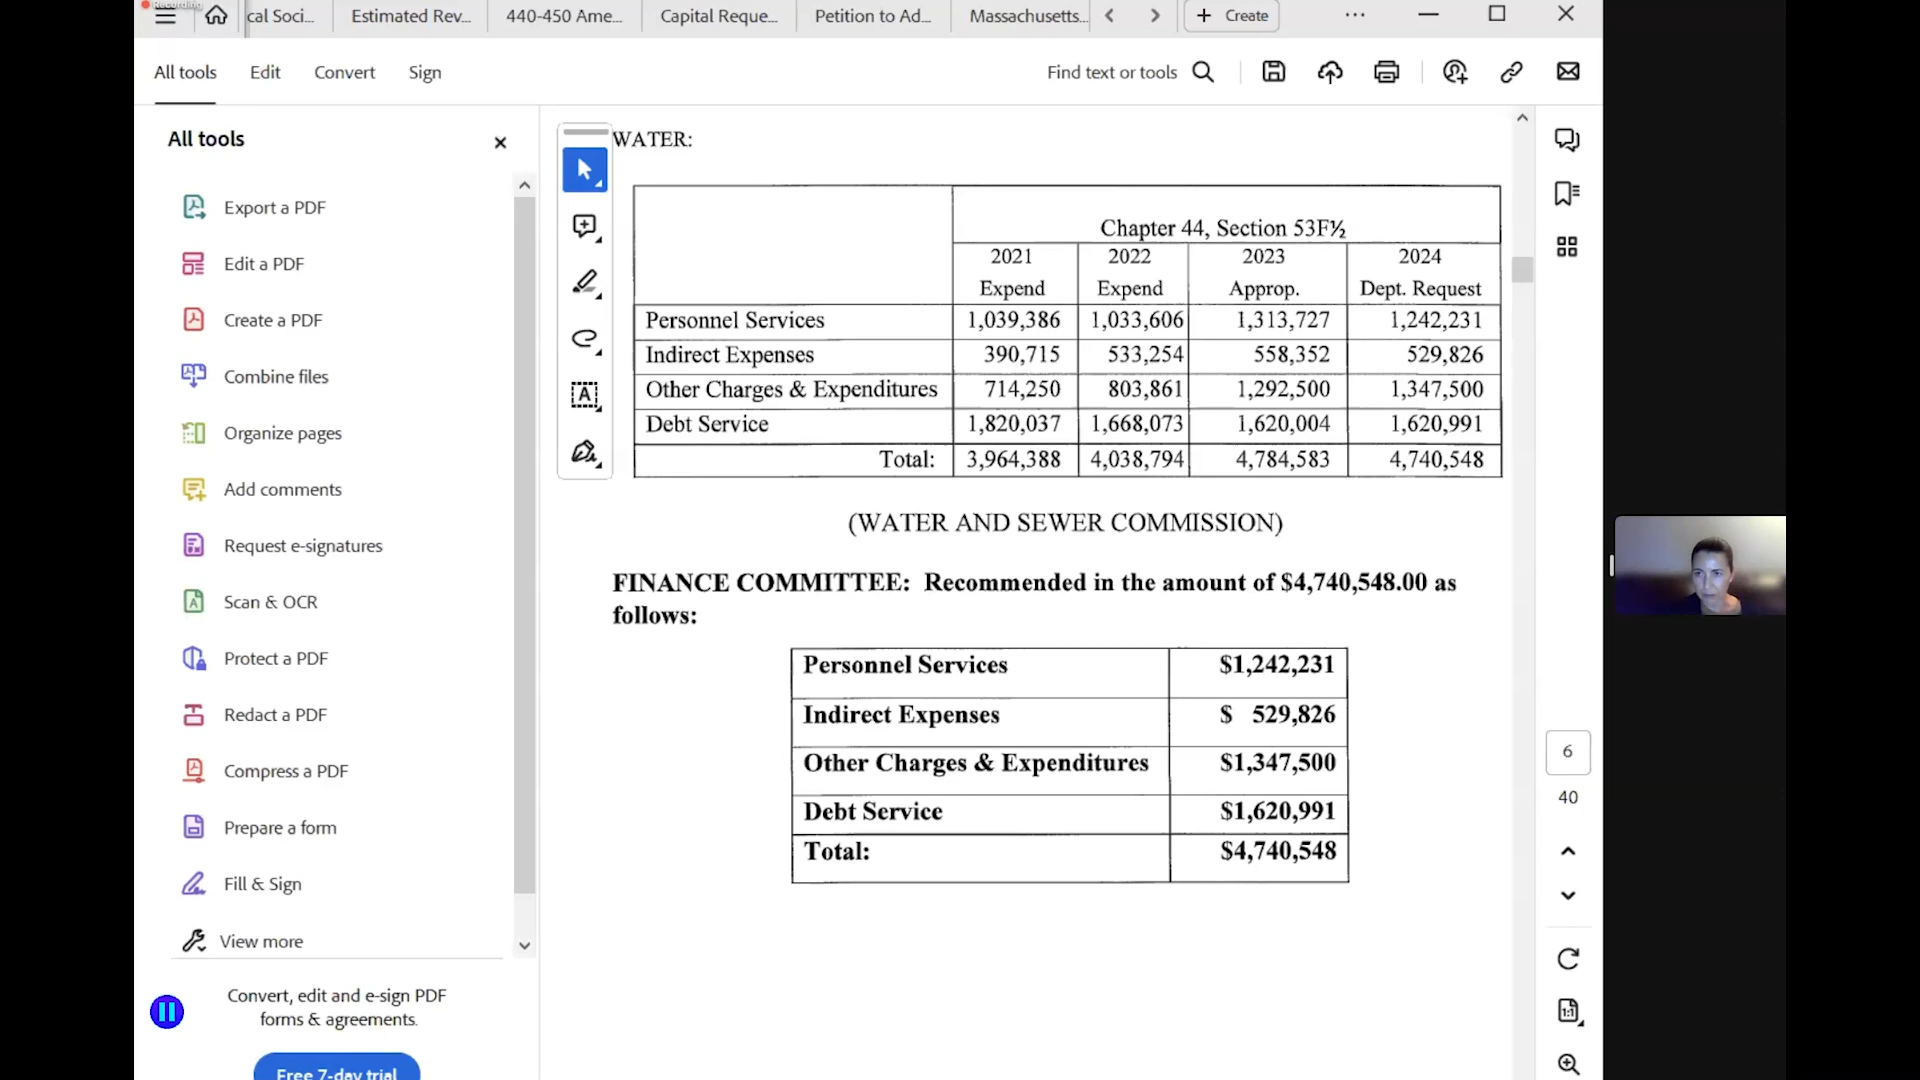 Recording
cal Soci...
Estimated Rev...
440-450 Ame...
Capital Reque...
Petition to Ad...
Massachusetts...
Create
All tools
Edit
Convert
Sign
Find text or tools
All tools
Export a PDF
Edit a PDF
Create a PDF
Combine files
Organize pages
Add comments
Request e-signatures
Scan & OCR
Protect a PDF
Redact a PDF
Compress a PDF
Prepare a form
Fill & Sign
View more
Convert, edit and e-sign PDF
forms & agreements.
Free 7-day trial
WATER:
Chapter 44, Section 53F½
2021 2022 2023 2024
Expend Expend Approp. Dept. Request
Personnel Services 1,039,386 1,033,606 1,313,727 1,242,231
Indirect Expenses 390,715 533,254 558,352 529,826
Other Charges & Expenditures 714,250 803,861 1,292,500 1,347,500
Debt Service 1,820,037 1,668,073 1,620,004 1,620,991
Total: 3,964,388 4,038,794 4,784,583 4,740,548
(WATER AND SEWER COMMISSION)
FINANCE COMMITTEE: Recommended in the amount of $4,740,548.00 as
follows:
Personnel Services $1,242,231
Indirect Expenses $ 529,826
Other Charges & Expenditures $1,347,500
Debt Service $1,620,991
Total: $4,740,548
6
40